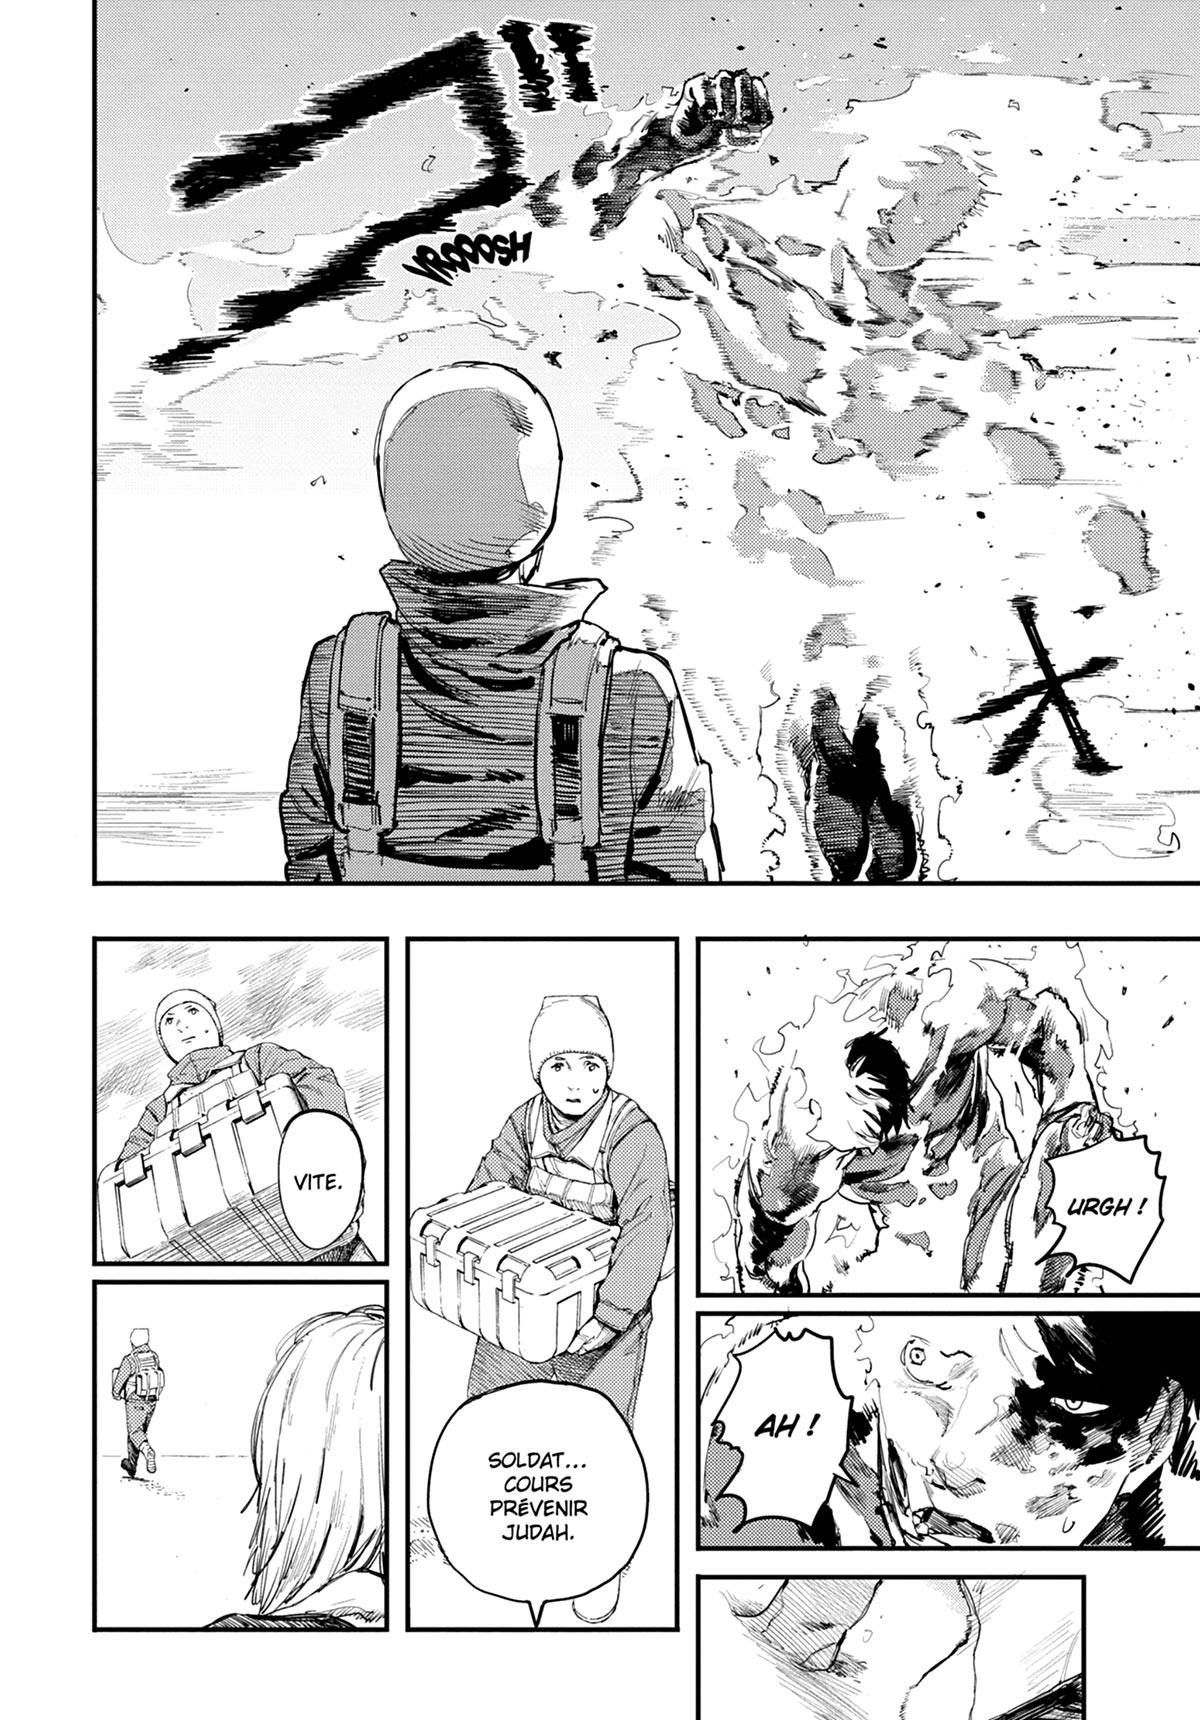 VROOOSH
URGH !
AH !
SOLDAT...
COURS
PRÉVENIR
JUDAH.
VITE.